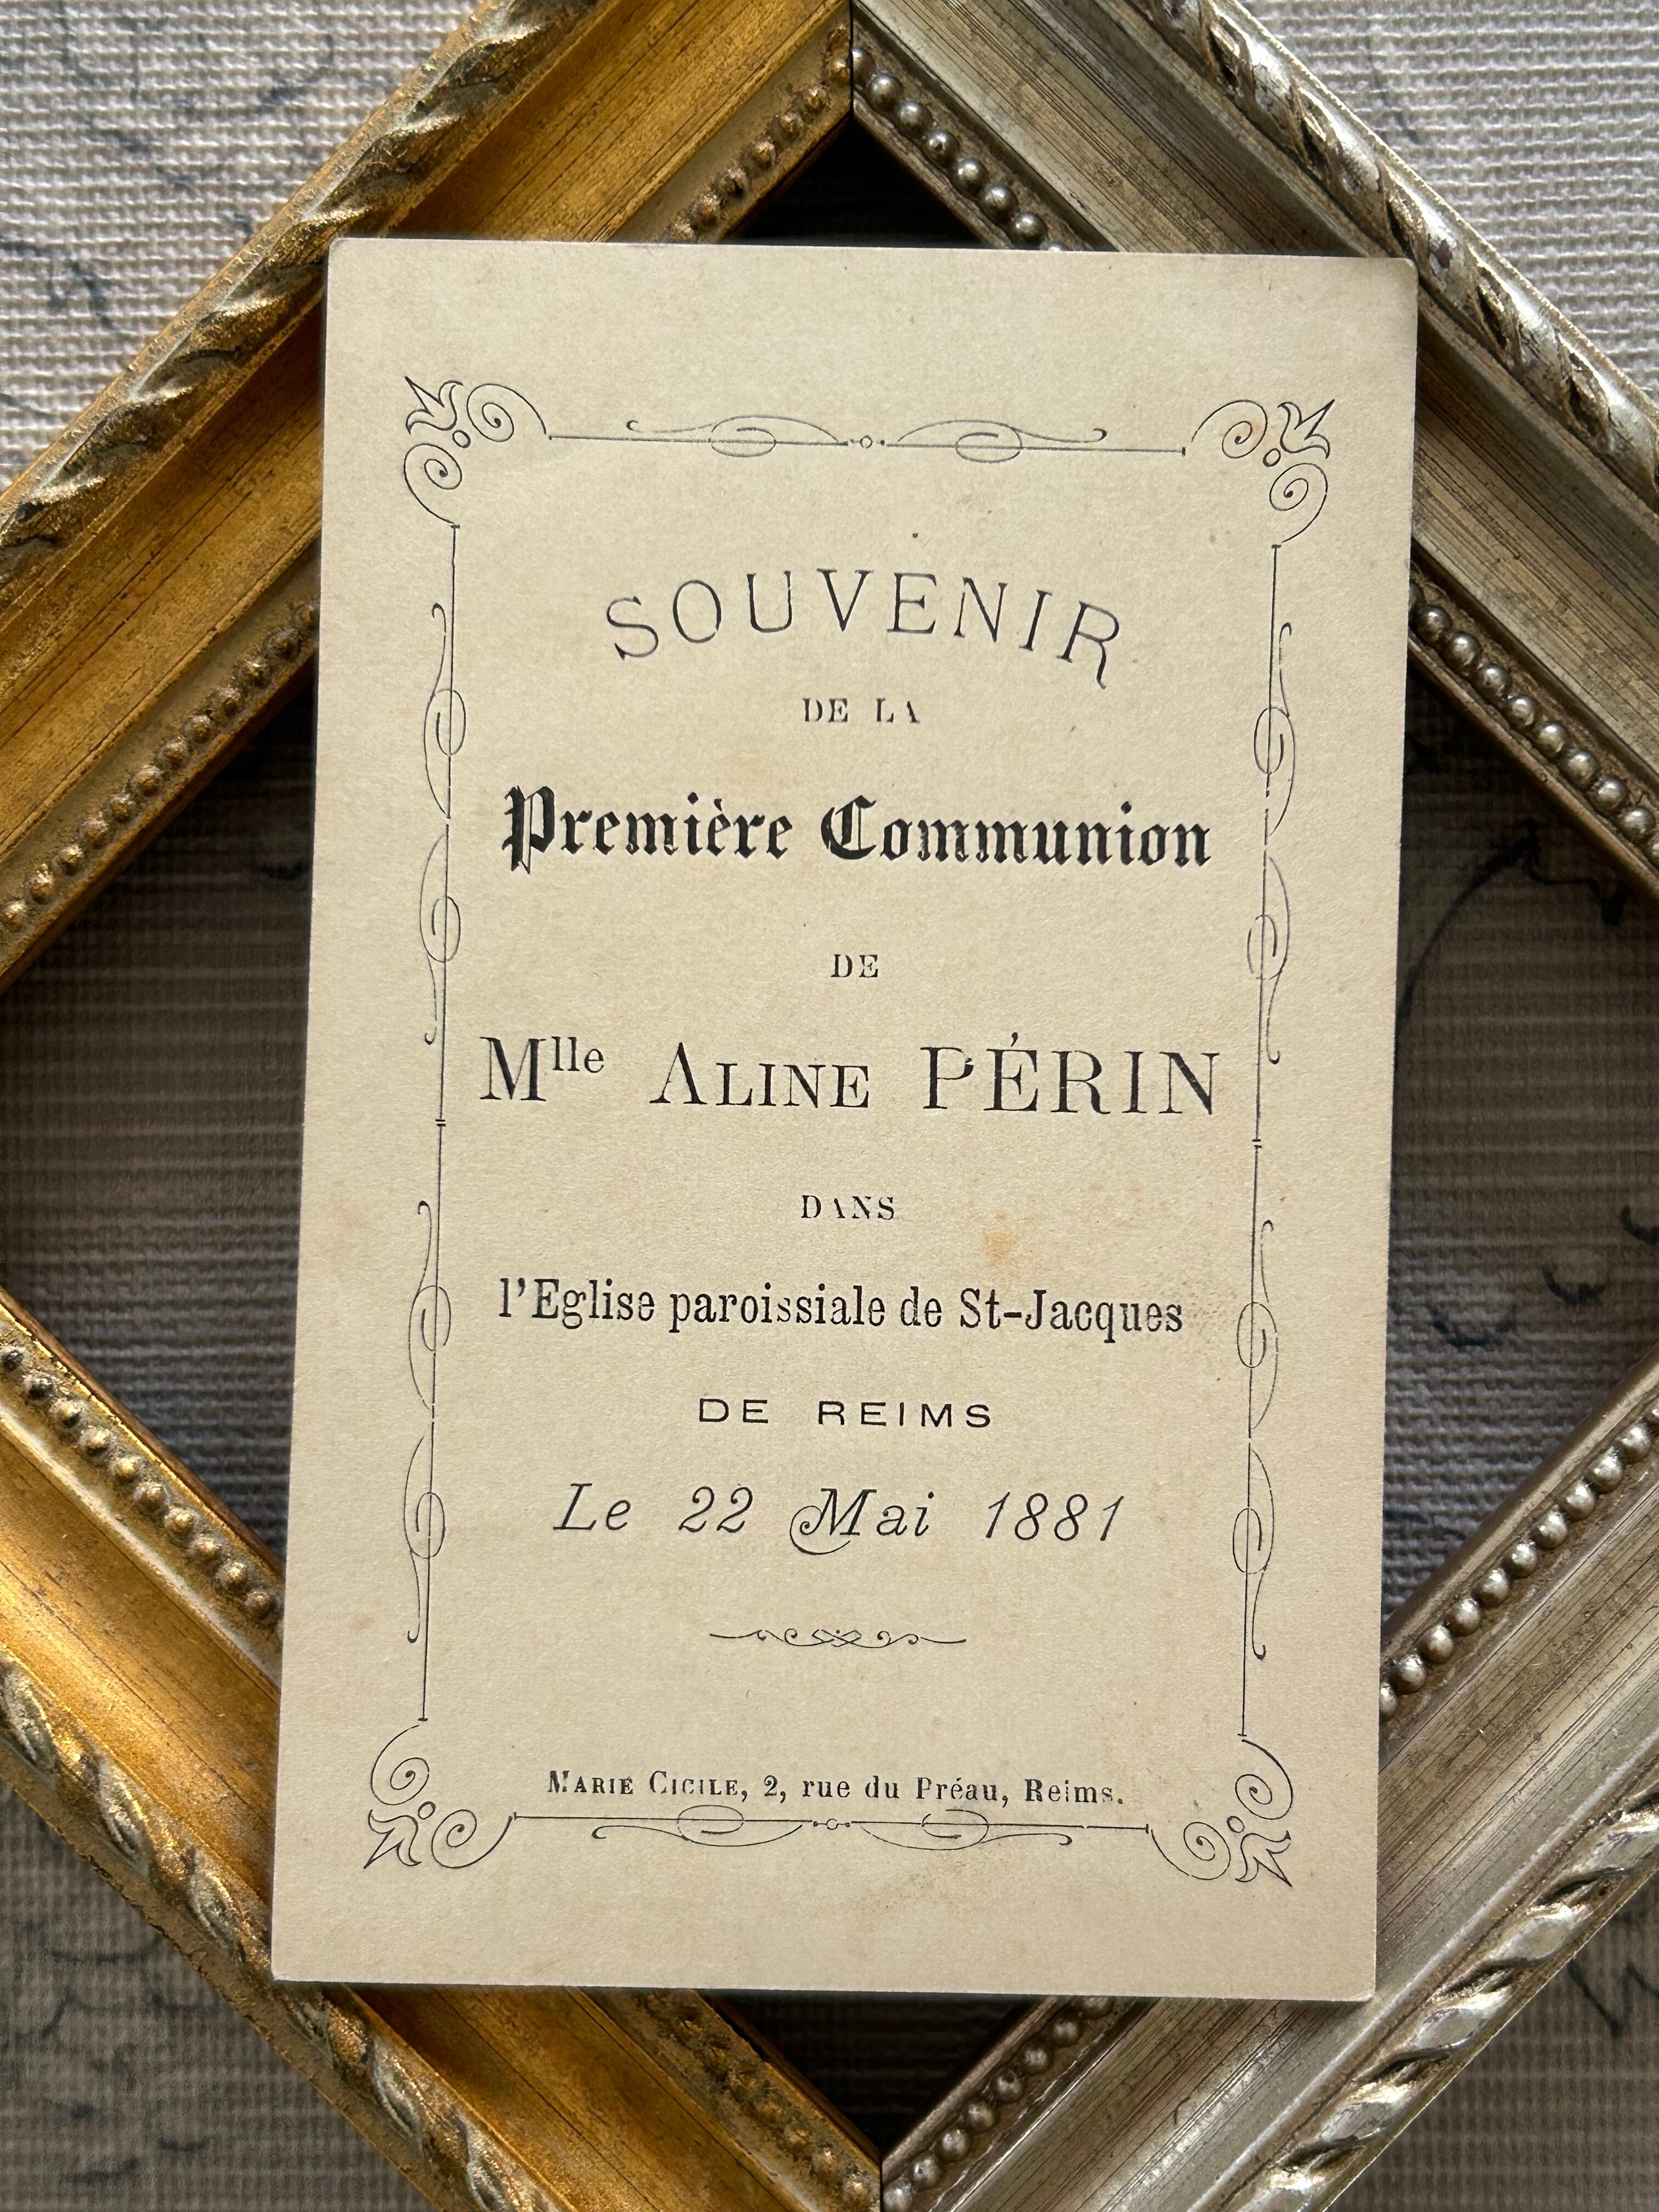 SOUVENIR
DE LA
Première Communion
DE
Mlle ALINE PÉRIN
DANS
l'Eglise paroissiale de St-Jacques
DE REIMS
Le 22 Mai 1881
MARIE CICILE, 2, rue du Préau, Reims.